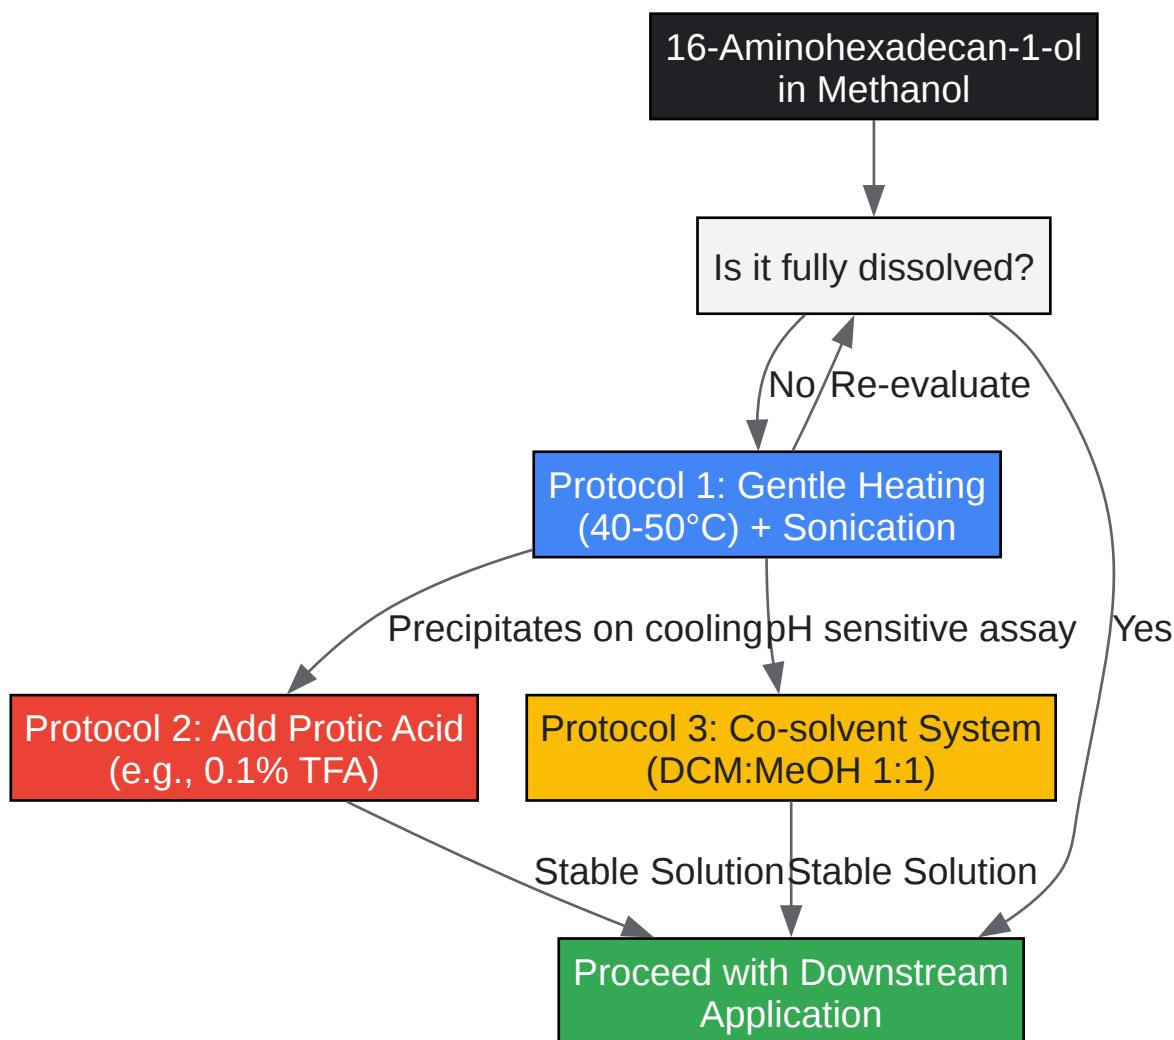 16-Aminohexadecan-1-ol
in Methanol
Is it fully dissolved?
No
Re-evaluate
Protocol 1: Gentle Heating
(40-50°C) + Sonication
Precipitates on cooling
pH sensitive assay
Yes
Protocol 2: Add Protic Acid
(e.g., 0.1% TFA)
Protocol 3: Co-solvent System
(DCM:MeOH 1:1)
Stable Solution
Stable Solution
Proceed with Downstream
Application